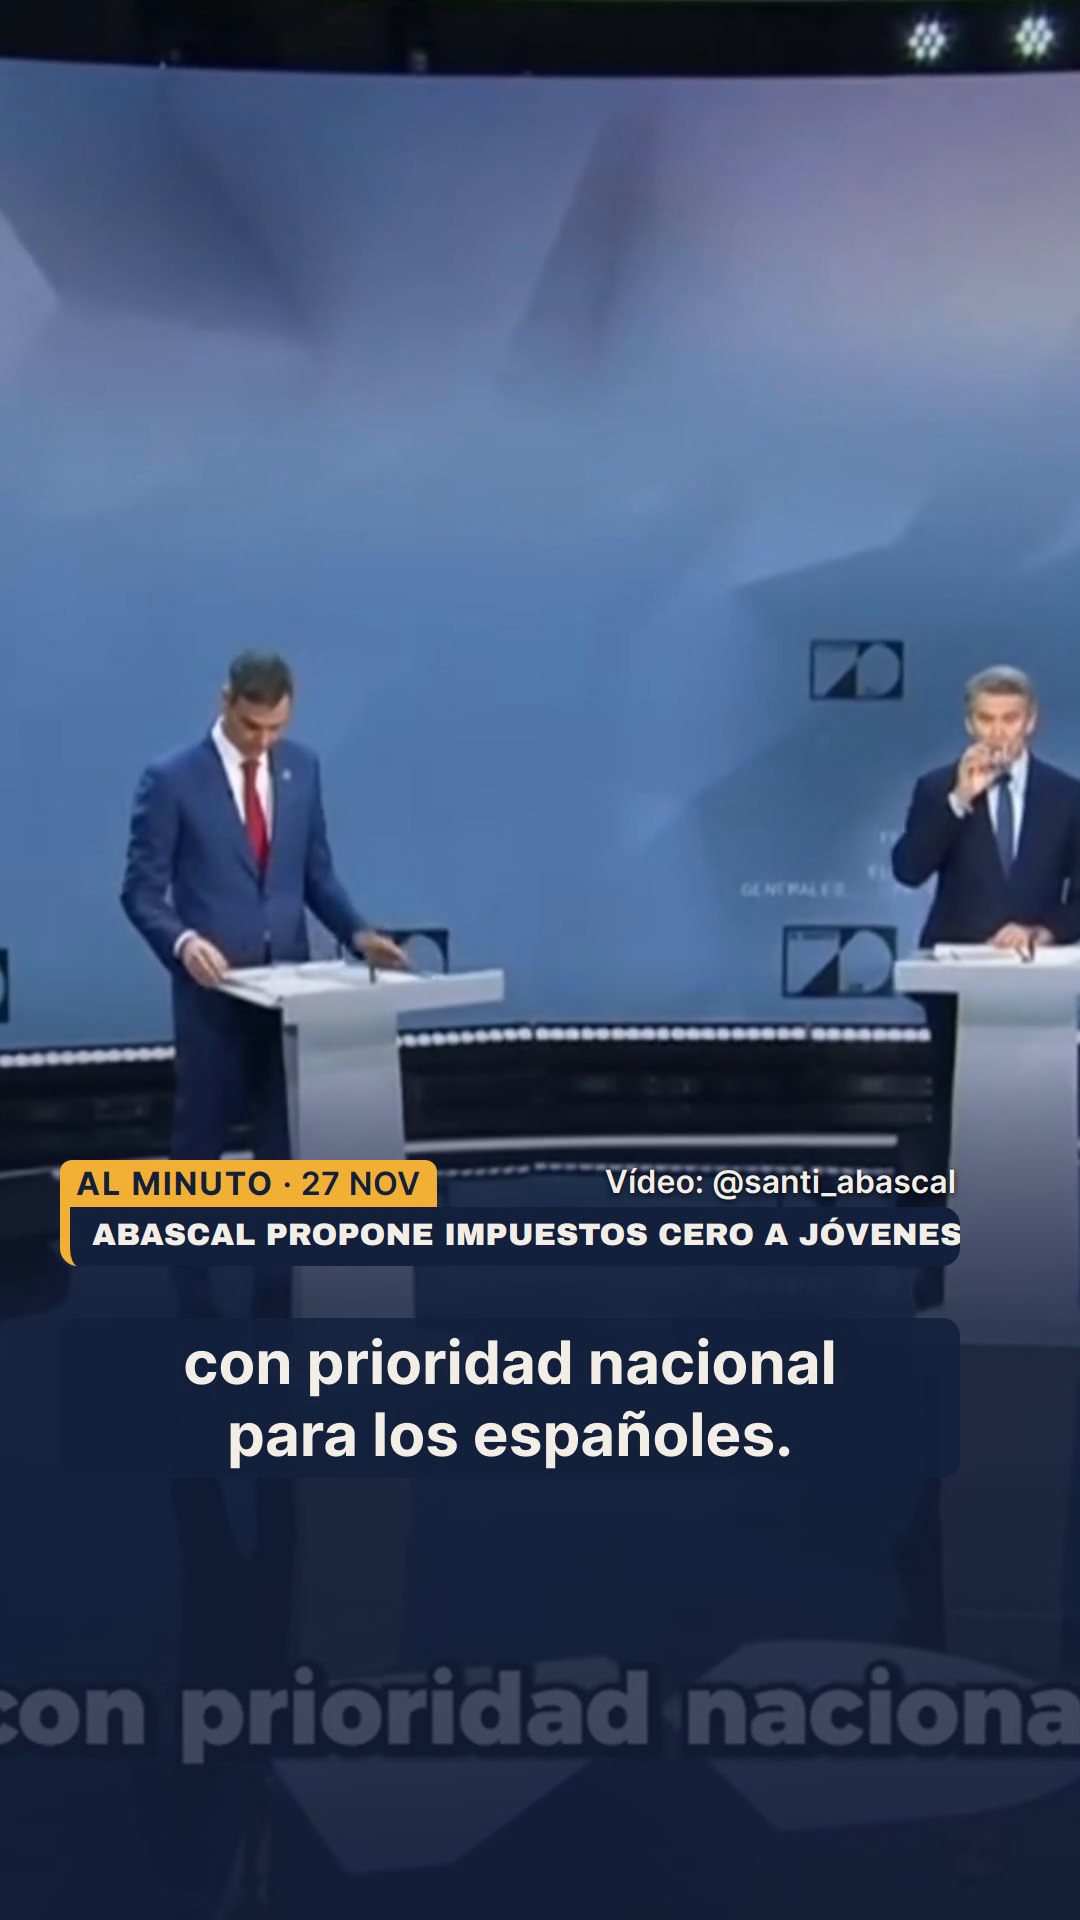 GENERALES
AL MINUTO · 27 NOV
Vídeo: @santi_abascal
ABASCAL PROPONE IMPUESTOS CERO A JÓVENES
con prioridad nacional
para los españoles.
con prioridad naciona